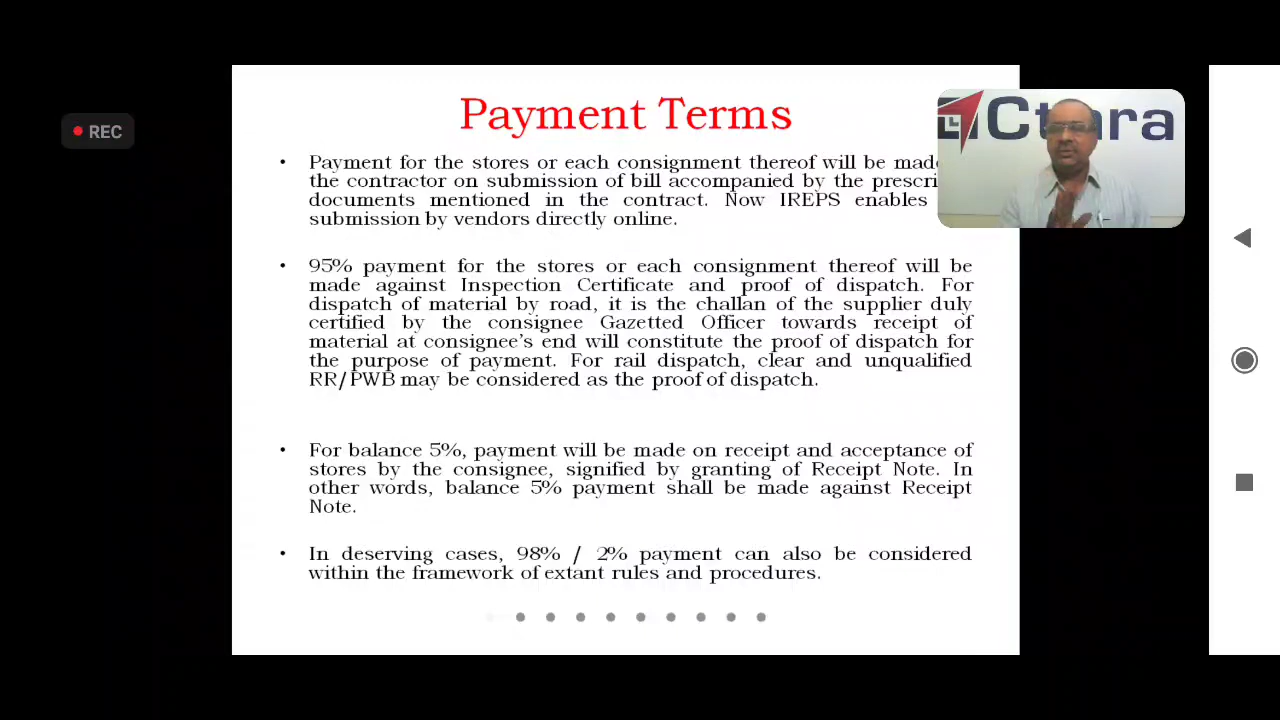 Payment Terms
REC
• Payment for the stores or each consignment thereof will be made
the contractor on submission of bill accompanied by the
documents mentioned in the contract. Now IREPS enables
submission by vendors directly online.
• 95% payment for the stores or each consignment thereof will be
made against Inspection Certificate and proof of dispatch. For
dispatch of material by road, it is the challan of the supplier duly
certified by the consignee Gazetted Officer towards receipt of
material at consignee's end will constitute the proof of dispatch for
the purpose of payment. For rail dispatch, clear and unqualified
RR/PWB may be considered as the proof of dispatch.
• For balance 5%, payment will be made on receipt and acceptance of
stores by the consignee, signified by granting of Receipt Note. In
other words, balance 5% payment shall be made against Receipt
Note.
• In deserving cases, 98% / 2% payment can also be considered
within the framework of extant rules and procedures.